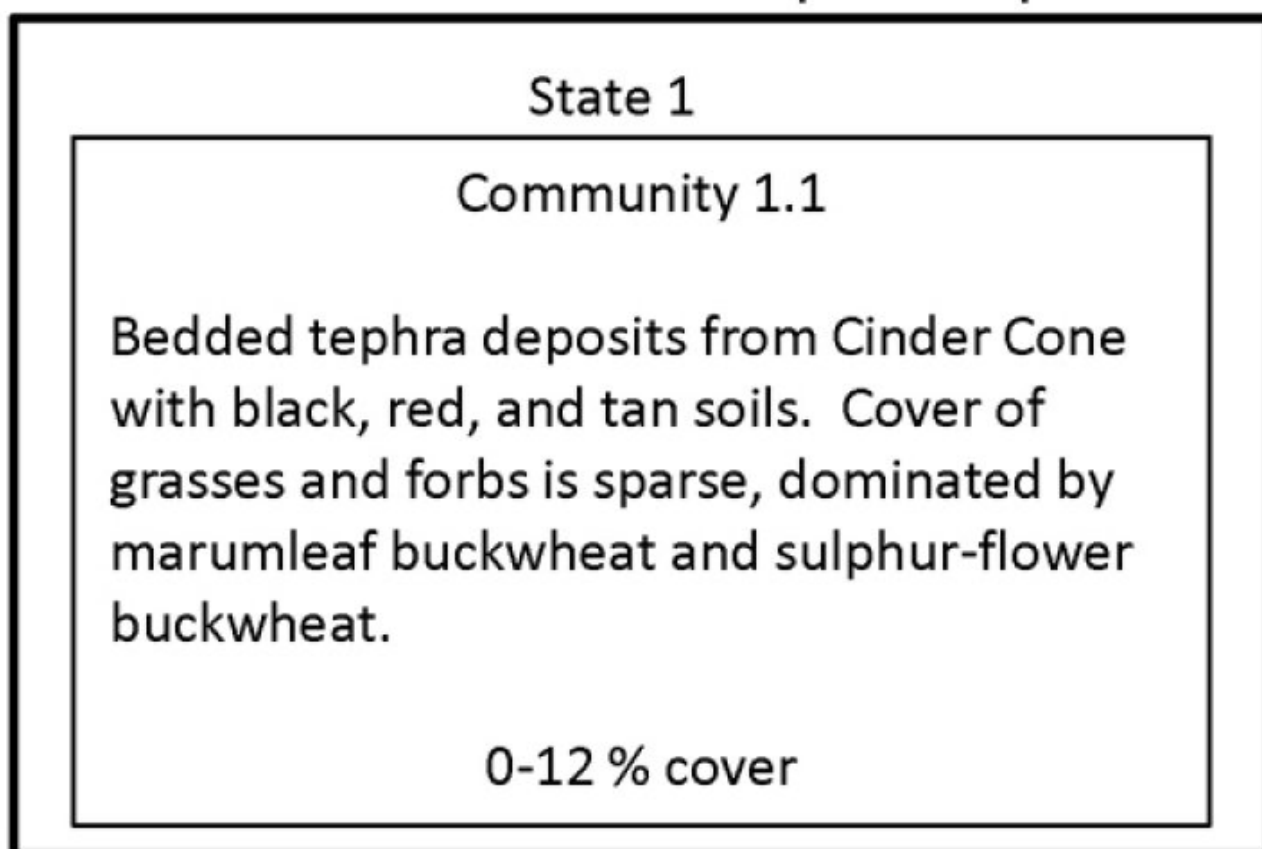 State 1
Community 1.1
Bedded tephra deposits from Cinder Cone
with black, red, and tan soils.  Cover of
grasses and forbs is sparse, dominated by
marumleaf buckwheat and sulphur-flower
buckwheat.
0-12 % cover